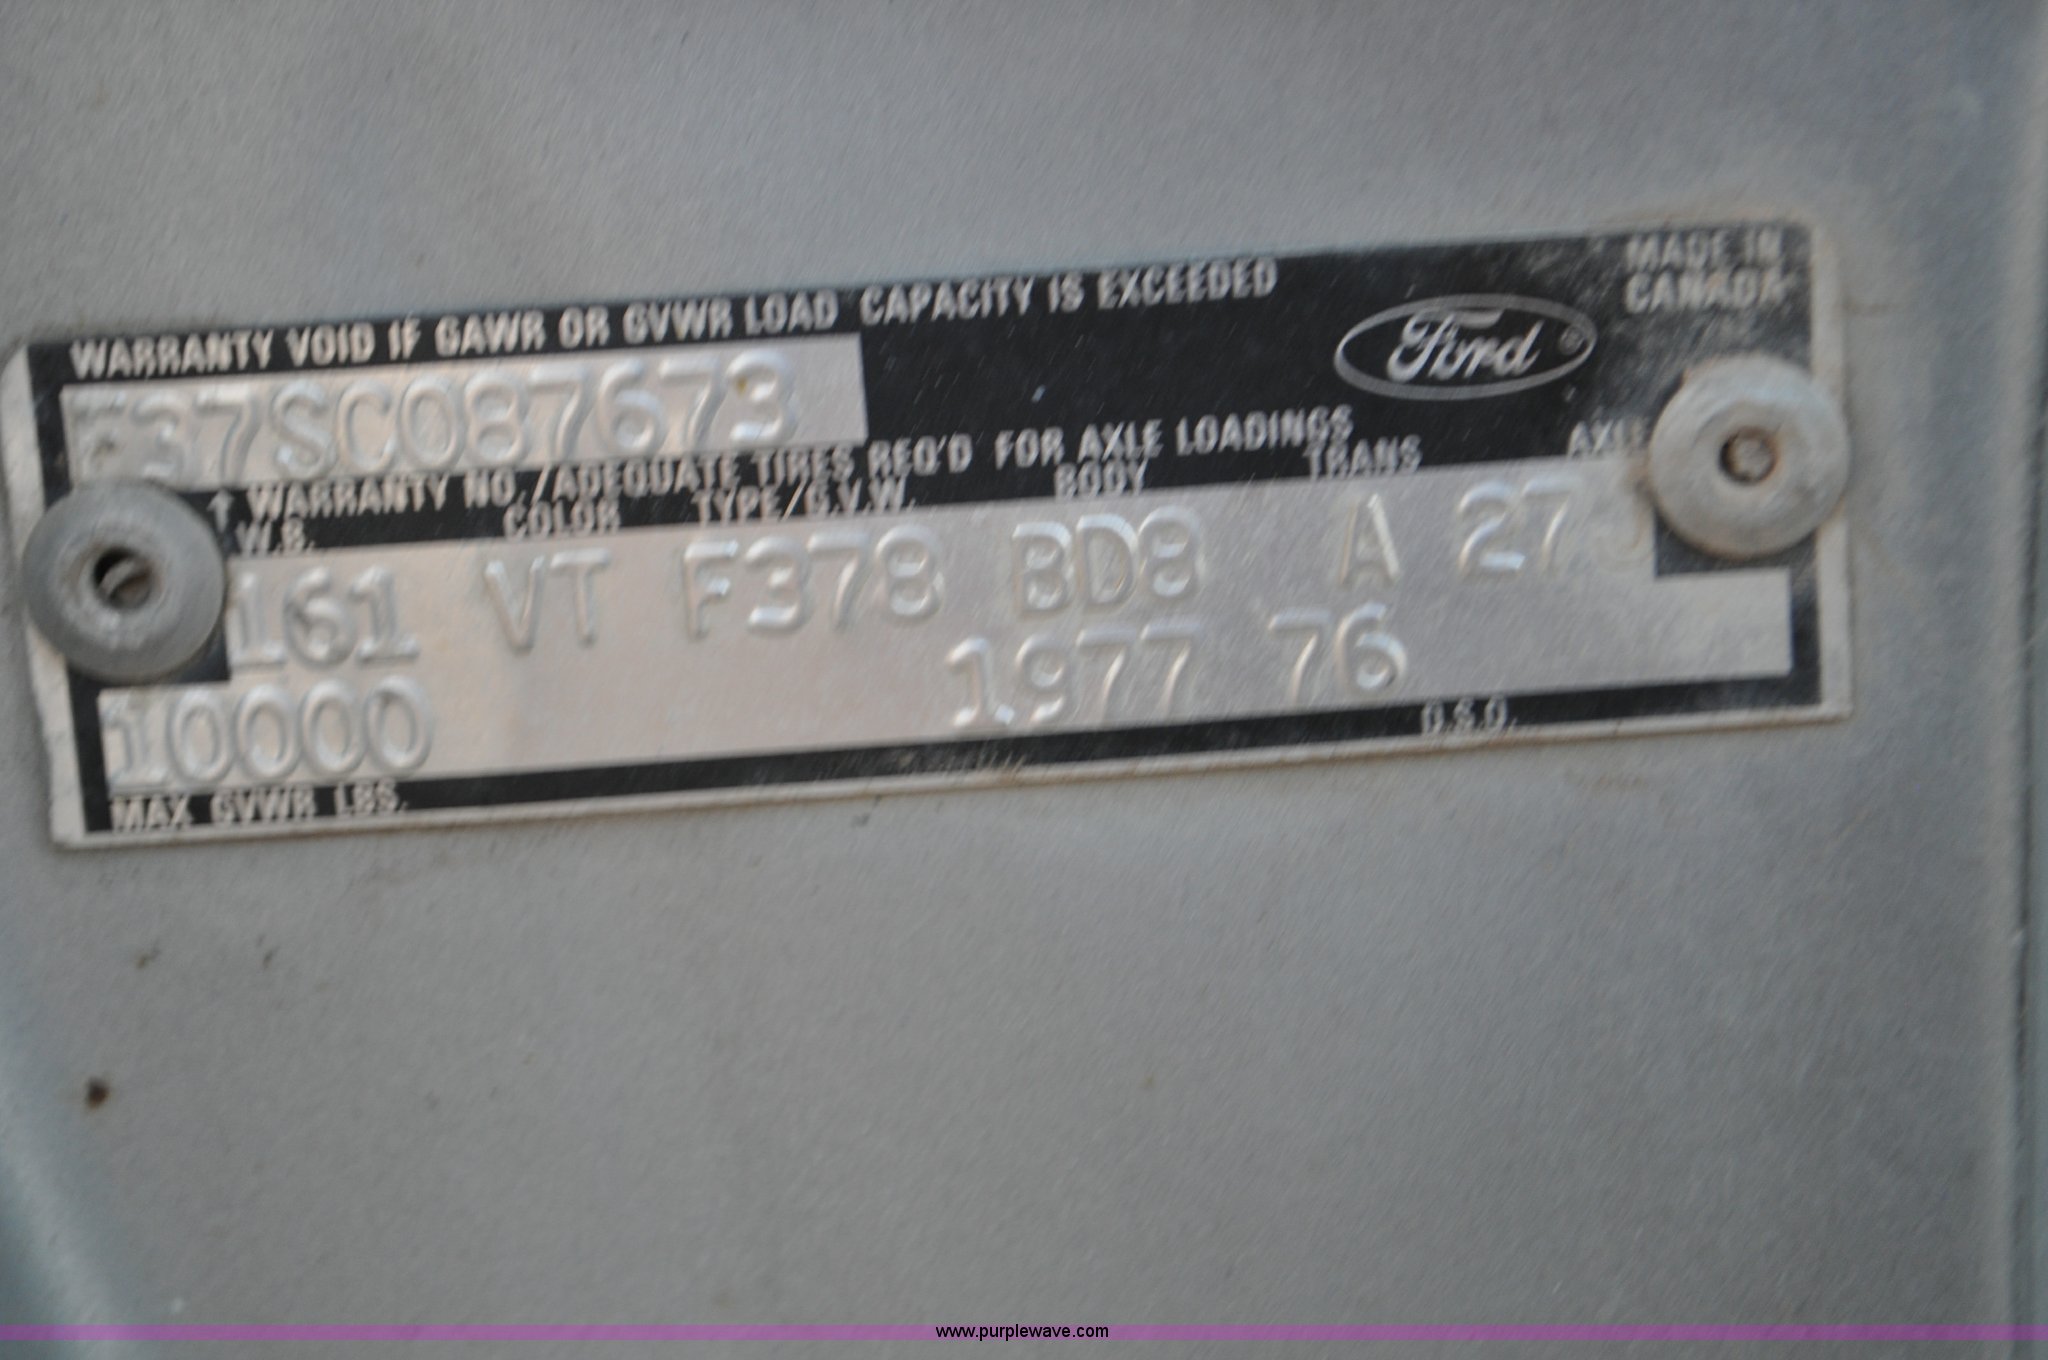 WARRANTY VOID IF GAWR OR GVWR LOAD CAPACITY IS EXCEEDED
MADE IN
CANADA
Ford ®
F37SC087673
↑ WARRANTY NO./ADEQUATE TIRES REQ'D FOR AXLE LOADINGS
W.B. COLOR TYPE/G.V.W. BODY TRANS AXLE
161 VT F378 BD8 A 27
10000 1977 76
MAX GVWR LBS. D.S.O.
www.purplewave.com